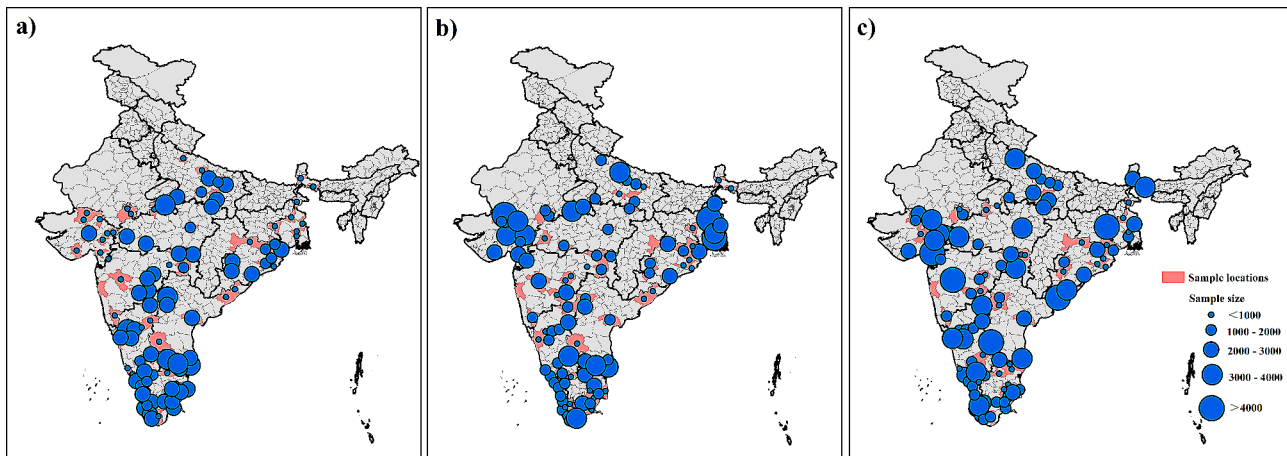 a)
b)
c)
Sample locations
Sample size
<1000
1000 - 2000
2000 - 3000
3000 - 4000
>4000